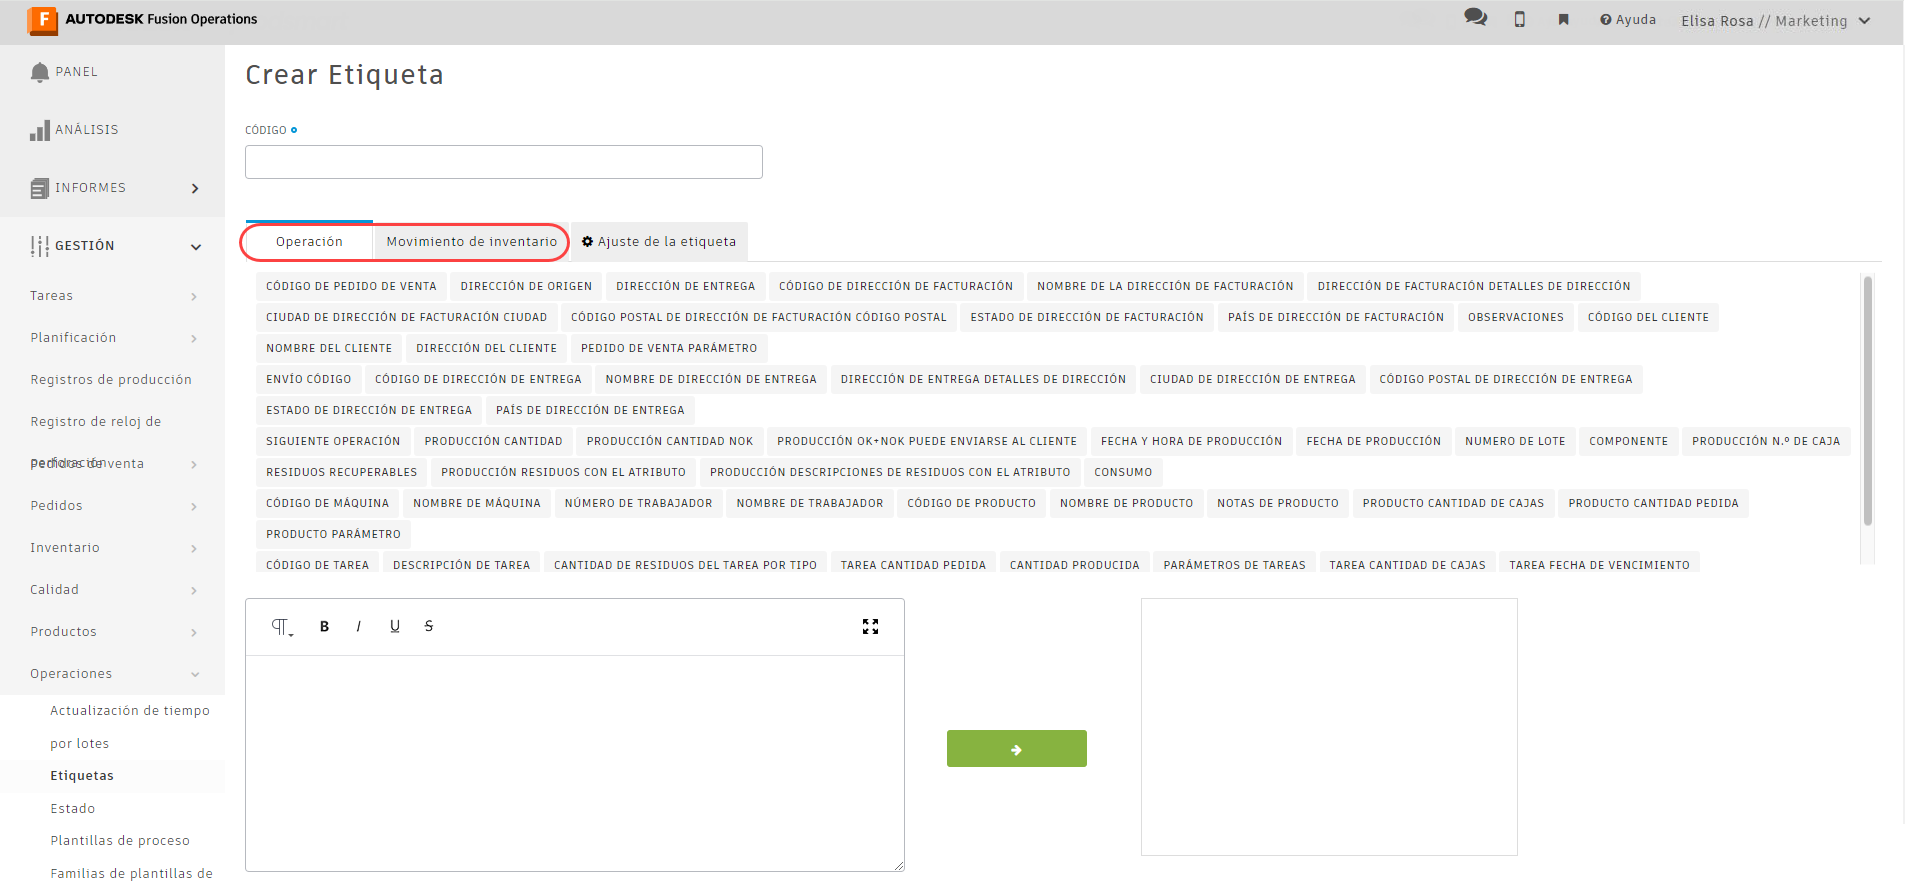 F AUTODESK Fusion Operations
Ayuda
Elisa Rosa // Marketing
PANEL
ANÁLISIS
INFORMES
GESTIÓN
Tareas
Planificación
Registros de producción
Registro de reloj de
perforación
Pedidos de venta
Pedidos
Inventario
Calidad
Productos
Operaciones
Actualización de tiempo
por lotes
Etiquetas
Estado
Plantillas de proceso
Familias de plantillas de
Crear Etiqueta
CÓDIGO
Operación Movimiento de inventario Ajuste de la etiqueta
CÓDIGO DE PEDIDO DE VENTA DIRECCIÓN DE ORIGEN DIRECCIÓN DE ENTREGA CÓDIGO DE DIRECCIÓN DE FACTURACIÓN NOMBRE DE LA DIRECCIÓN DE FACTURACIÓN DIRECCIÓN DE FACTURACIÓN DETALLES DE DIRECCIÓN
CIUDAD DE DIRECCIÓN DE FACTURACIÓN CIUDAD CÓDIGO POSTAL DE DIRECCIÓN DE FACTURACIÓN CÓDIGO POSTAL ESTADO DE DIRECCIÓN DE FACTURACIÓN PAÍS DE DIRECCIÓN DE FACTURACIÓN OBSERVACIONES CÓDIGO DEL CLIENTE
NOMBRE DEL CLIENTE DIRECCIÓN DEL CLIENTE PEDIDO DE VENTA PARÁMETRO
ENVÍO CÓDIGO CÓDIGO DE DIRECCIÓN DE ENTREGA NOMBRE DE DIRECCIÓN DE ENTREGA DIRECCIÓN DE ENTREGA DETALLES DE DIRECCIÓN CIUDAD DE DIRECCIÓN DE ENTREGA CÓDIGO POSTAL DE DIRECCIÓN DE ENTREGA
ESTADO DE DIRECCIÓN DE ENTREGA PAÍS DE DIRECCIÓN DE ENTREGA
SIGUIENTE OPERACIÓN PRODUCCIÓN CANTIDAD PRODUCCIÓN CANTIDAD NOK PRODUCCIÓN OK+NOK PUEDE ENVIARSE AL CLIENTE FECHA Y HORA DE PRODUCCIÓN FECHA DE PRODUCCIÓN NUMERO DE LOTE COMPONENTE PRODUCCIÓN N.º DE CAJA
RESIDUOS RECUPERABLES PRODUCCIÓN RESIDUOS CON EL ATRIBUTO PRODUCCIÓN DESCRIPCIONES DE RESIDUOS CON EL ATRIBUTO CONSUMO
CÓDIGO DE MÁQUINA NOMBRE DE MÁQUINA NÚMERO DE TRABAJADOR NOMBRE DE TRABAJADOR CÓDIGO DE PRODUCTO NOMBRE DE PRODUCTO NOTAS DE PRODUCTO PRODUCTO CANTIDAD DE CAJAS PRODUCTO CANTIDAD PEDIDA
PRODUCTO PARÁMETRO
CÓDIGO DE TAREA DESCRIPCIÓN DE TAREA CANTIDAD DE RESIDUOS DEL TAREA POR TIPO TAREA CANTIDAD PEDIDA CANTIDAD PRODUCIDA PARÁMETROS DE TAREAS TAREA CANTIDAD DE CAJAS TAREA FECHA DE VENCIMIENTO
B I U S